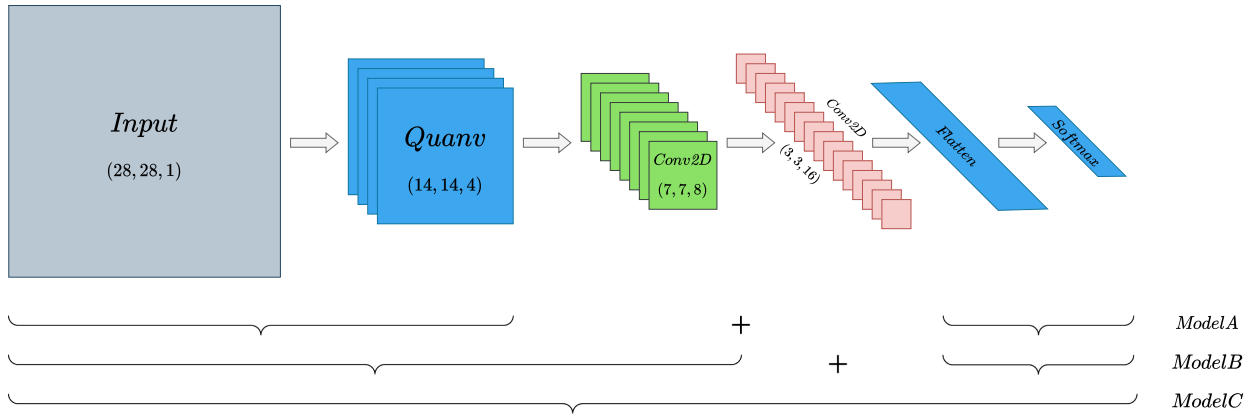 Input
(28, 28, 1)
Quanv
(14, 14, 4)
Conv2D
(7, 7, 8)
Conv2D
(3, 3, 16)
Flatten
Softmax
+
ModelA
+
ModelB
ModelC